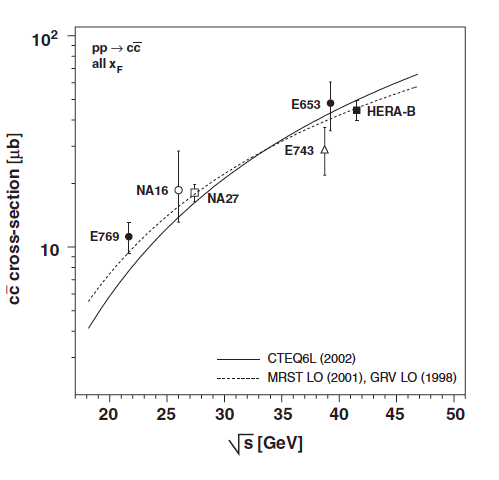 10²
pp → cc̄
all x_F
E653
HERA-B
E743
NA16
NA27
E769
10
cc̄ cross-section [μb]
CTEQ6L (2002)
MRST LO (2001), GRV LO (1998)
20 25 30 35 40 45 50
√s [GeV]